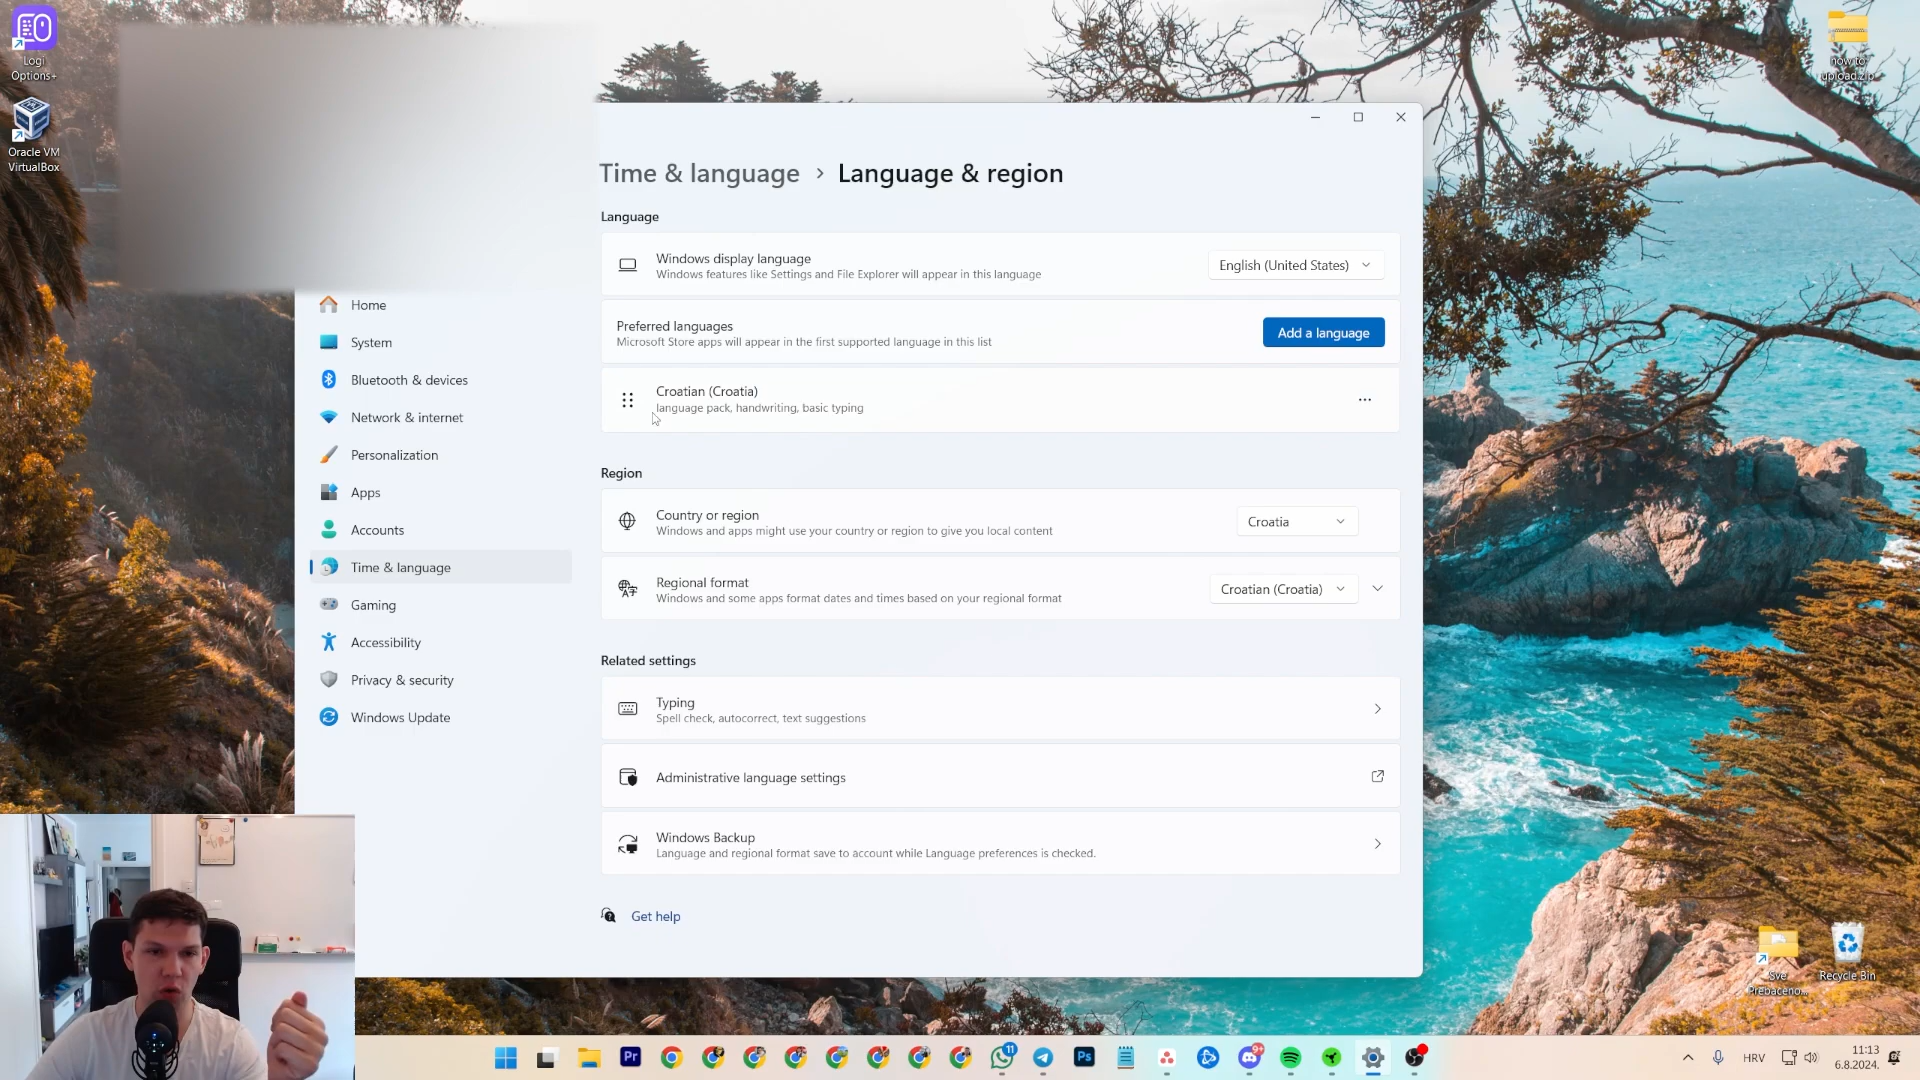 Logi
Options+
Oracle VM
VirtualBox
how to
upload.zip
Time & language > Language & region
Language
Windows display language
Windows features like Settings and File Explorer will appear in this language
English (United States)
Preferred languages
Microsoft Store apps will appear in the first supported language in this list
Add a language
Croatian (Croatia)
language pack, handwriting, basic typing
Region
Country or region
Windows and apps might use your country or region to give you local content
Croatia
Regional format
Windows and some apps format dates and times based on your regional format
Croatian (Croatia)
Related settings
Typing
Spell check, autocorrect, text suggestions
Administrative language settings
Windows Backup
Language and regional format save to account while Language preferences is checked.
Get help
Home
System
Bluetooth & devices
Network & internet
Personalization
Apps
Accounts
Time & language
Gaming
Accessibility
Privacy & security
Windows Update
Sve
Prebaceno...
Recycle Bin
Pr
11
Ps
9+
HRV
11:13
6.8.2024.